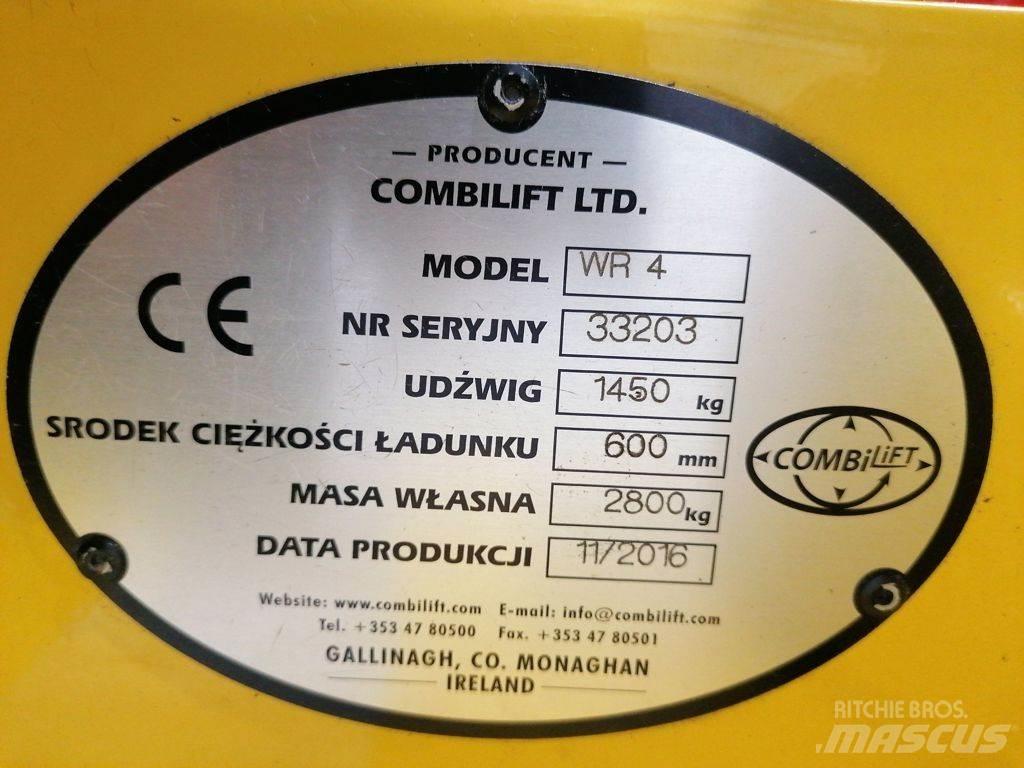 — PRODUCENT —
COMBILIFT LTD.
CE
MODEL WR 4
NR SERYJNY 33203
UDŹWIG 1450 kg
SRODEK CIĘŻKOŚCI ŁADUNKU 600 mm
COMBiLiFT
MASA WŁASNA 2800 kg
DATA PRODUKCJI 11/2016
Website: www.combilift.com E-mail: info@combilift.com
Tel. +353 47 80500 Fax. +353 47 80501
GALLINAGH, CO. MONAGHAN
— IRELAND —
RITCHIE BROS.
MASCUS